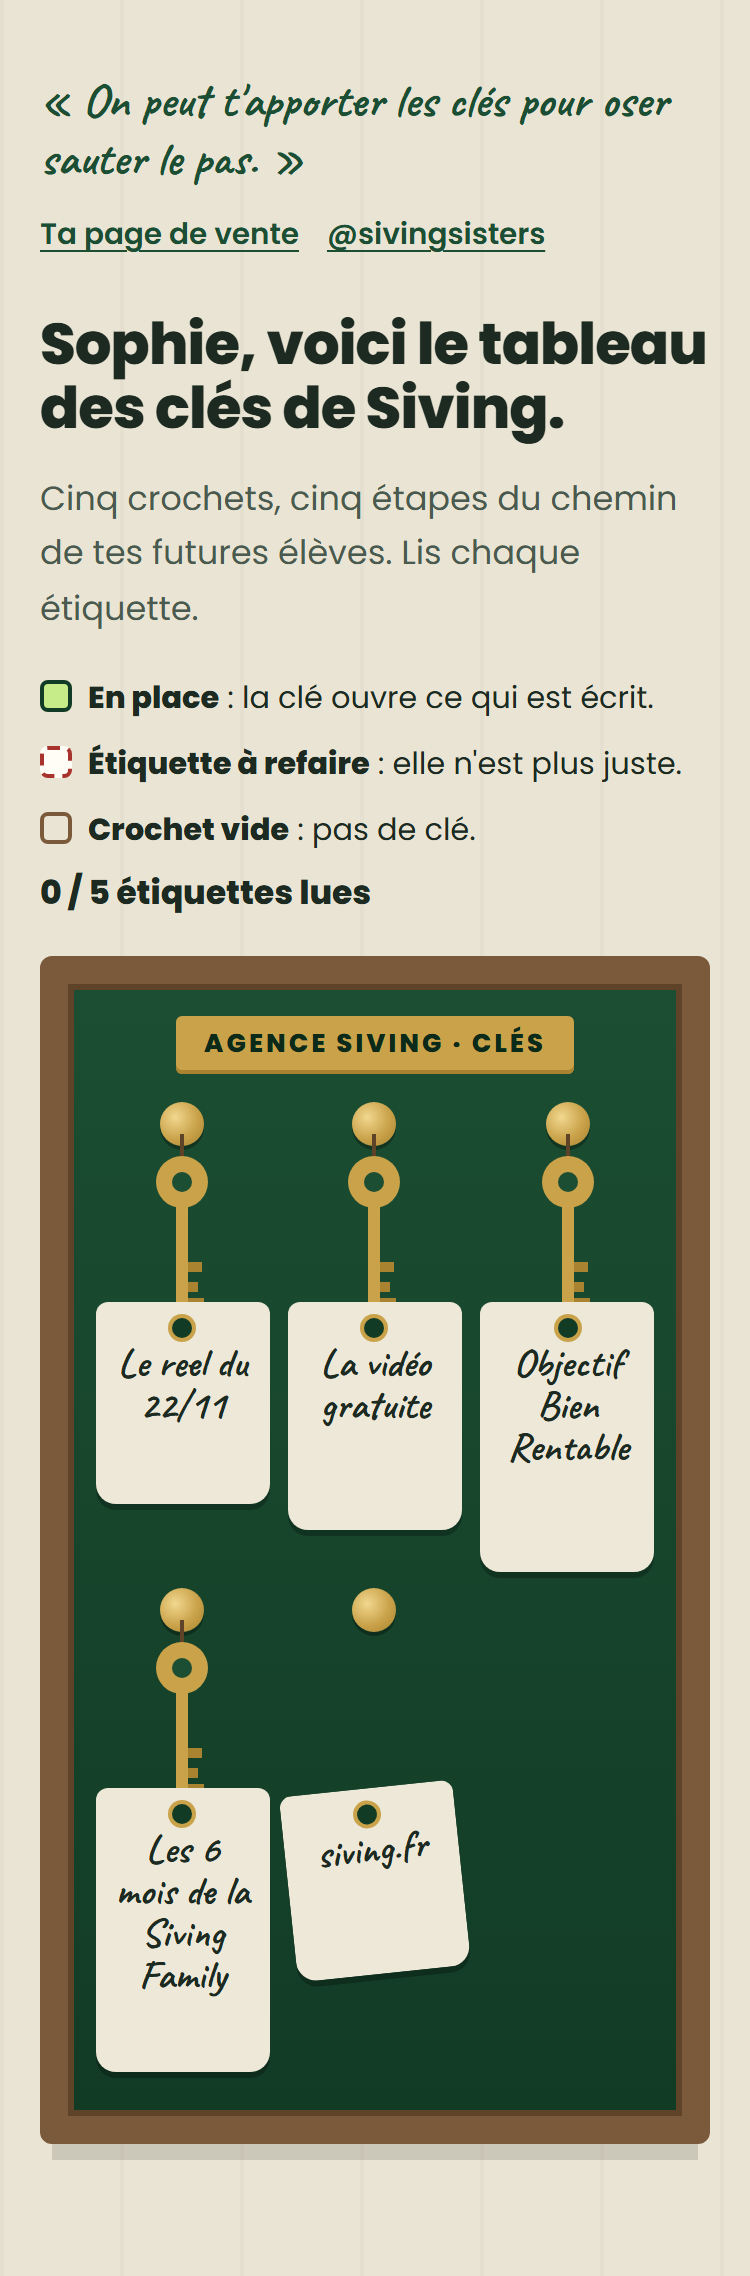 « On peut t'apporter les clés pour oser
sauter le pas. »
Ta page de vente @sivingsisters
Sophie, voici le tableau
des clés de Siving.
Cinq crochets, cinq étapes du chemin
de tes futures élèves. Lis chaque
étiquette.
En place : la clé ouvre ce qui est écrit.
Étiquette à refaire : elle n'est plus juste.
Crochet vide : pas de clé.
0 / 5 étiquettes lues
AGENCE SIVING · CLÉS
Le reel du
22/11
La vidéo
gratuite
Objectif
Bien
Rentable
Les 6
mois de la
Siving
Family
siving.fr